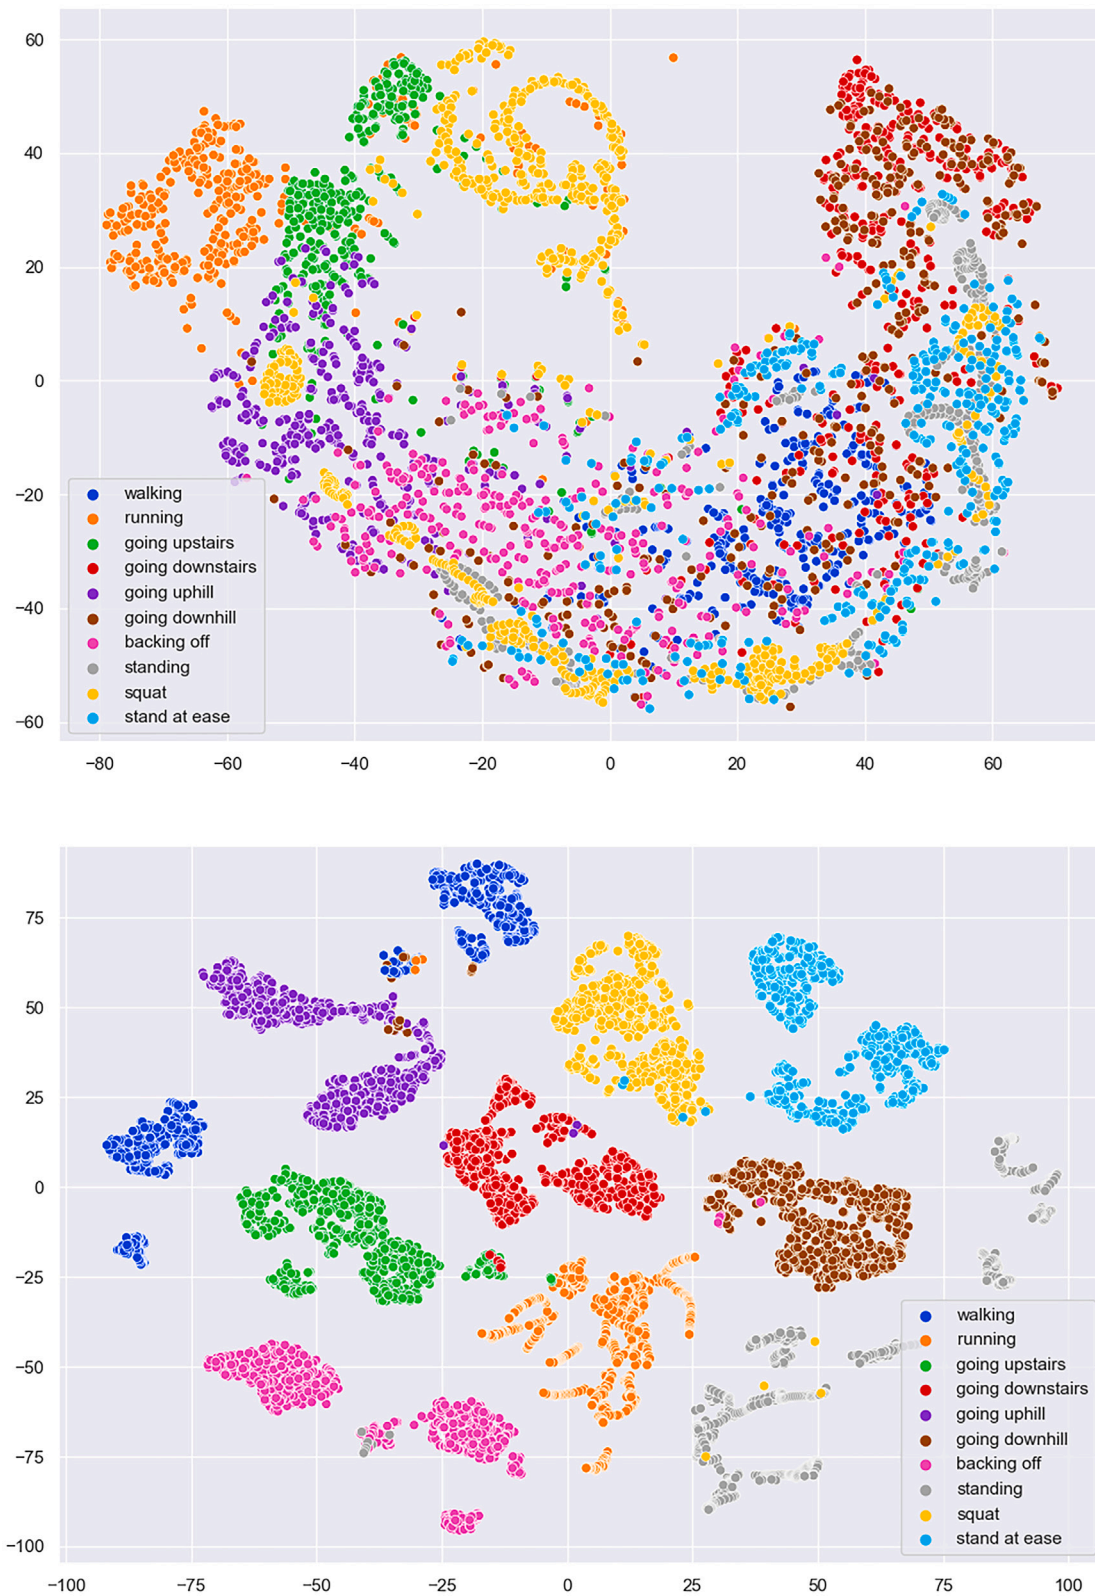 60
40
20
0
−20
−40
−60
walking
running
going upstairs
going downstairs
going uphill
going downhill
backing off
standing
squat
stand at ease
−80 −60 −40 −20 0 20 40 60
75
50
25
0
−25
−50
−75
−100
walking
running
going upstairs
going downstairs
going uphill
going downhill
backing off
standing
squat
stand at ease
−100 −75 −50 −25 0 25 50 75 100